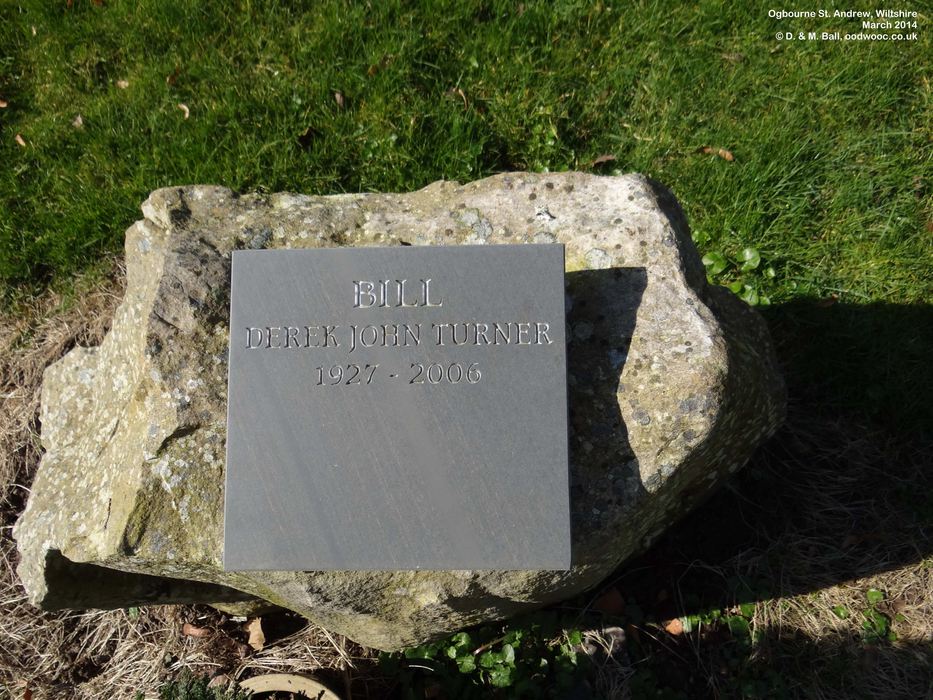 Ogbourne St. Andrew, Wiltshire
March 2014
© D. & M. Ball, oodwooc.co.uk
BILL
DEREK JOHN TURNER
1927 - 2006